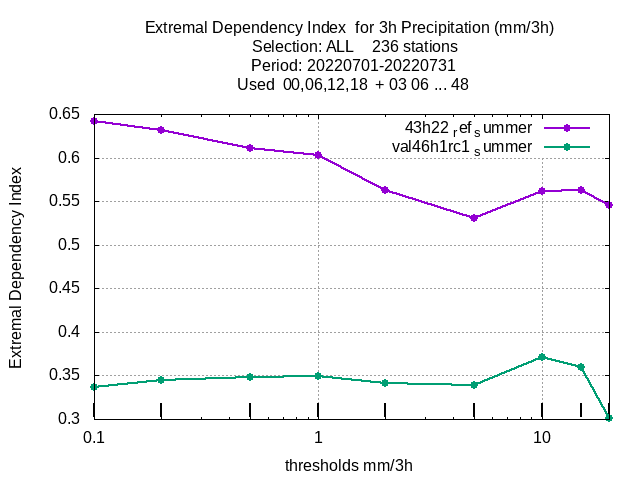 Extremal Dependency Index  for 3h Precipitation (mm/3h)
Selection: ALL    236 stations
Period: 20220701-20220731
Used  00,06,12,18  + 03 06 ... 48
43h22 ref summer
val46h1rc1 summer
Extremal Dependency Index
0.65
0.6
0.55
0.5
0.45
0.4
0.35
0.3
0.1 1 10
thresholds mm/3h